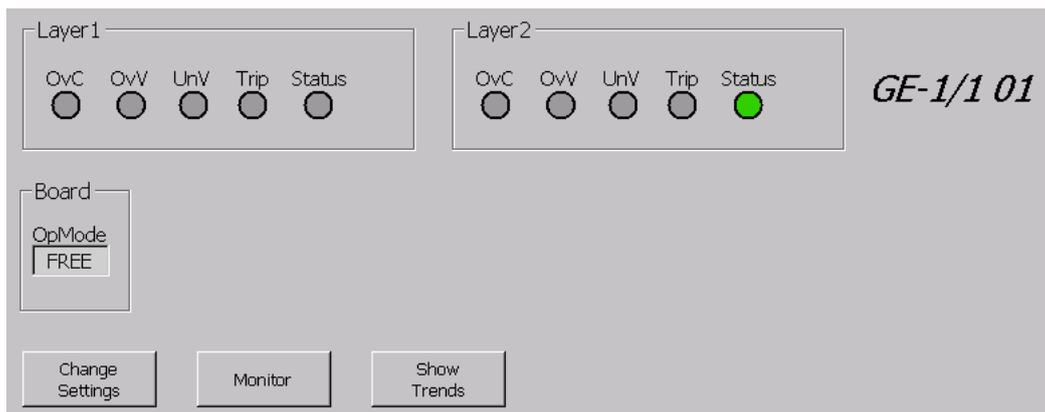 Layer1
OvC OvV UnV Trip Status
Layer2
OvC OvV UnV Trip Status
GE-1/1 01
Board
OpMode
FREE
Change
Settings
Monitor
Show
Trends